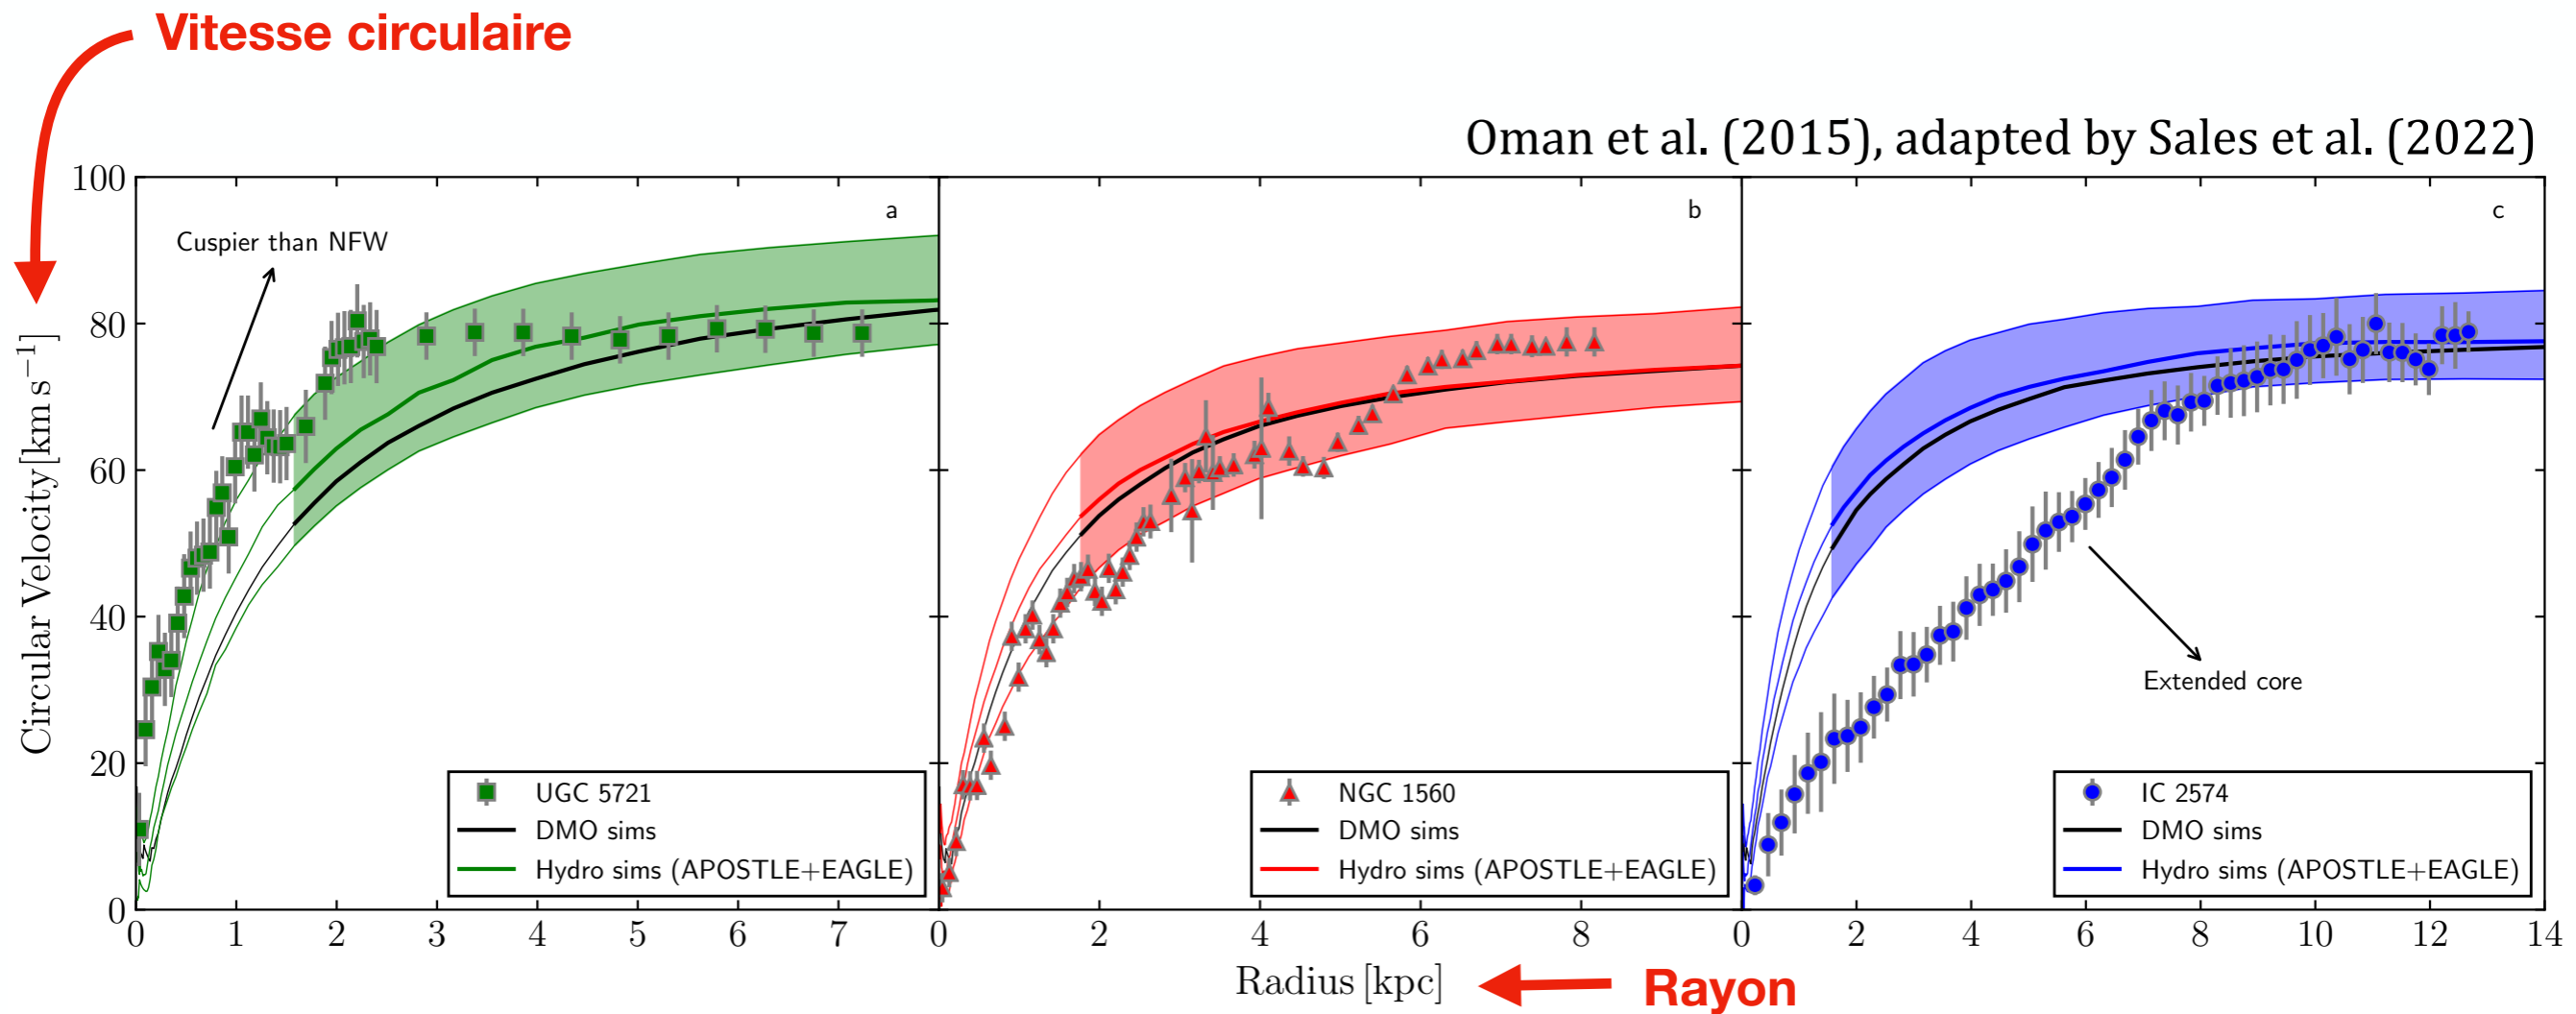 Vitesse circulaire
Oman et al. (2015), adapted by Sales et al. (2022)
Circular Velocity [km s⁻¹]
100
80
60
40
20
0
a
Cuspier than NFW
UGC 5721
DMO sims
Hydro sims (APOSTLE+EAGLE)
0 1 2 3 4 5 6 7
b
NGC 1560
DMO sims
Hydro sims (APOSTLE+EAGLE)
0 2 4 6 8
c
Extended core
IC 2574
DMO sims
Hydro sims (APOSTLE+EAGLE)
0 2 4 6 8 10 12 14
Radius [kpc]
Rayon